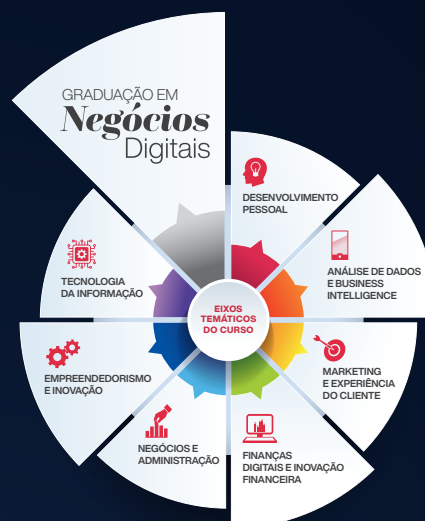 GRADUAÇÃO EM
Negócios
Digitais
DESENVOLVIMENTO
PESSOAL
ANÁLISE DE DADOS
E BUSINESS
INTELLIGENCE
MARKETING
E EXPERIÊNCIA
DO CLIENTE
FINANÇAS
DIGITAIS E INOVAÇÃO
FINANCEIRA
NEGÓCIOS E
ADMINISTRAÇÃO
EMPREENDEDORISMO
E INOVAÇÃO
TECNOLOGIA
DA INFORMAÇÃO
EIXOS
TEMÁTICOS
DO CURSO